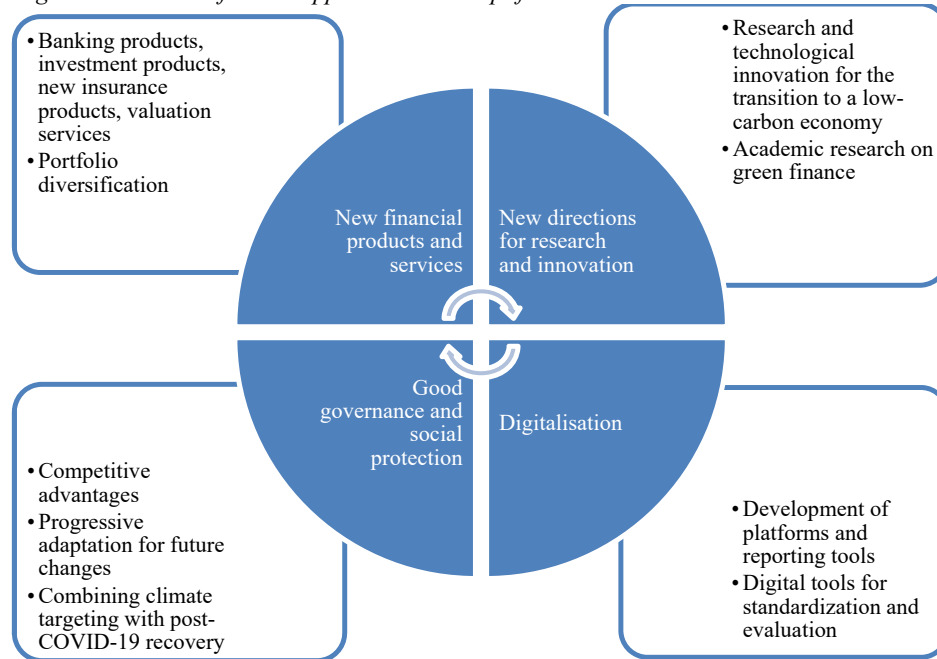 • Banking products,
investment products,
new insurance
products, valuation
services
• Portfolio
diversification
• Research and
technological
innovation for the
transition to a low-
carbon economy
• Academic research on
green finance
New financial
products and
services
New directions
for research
and innovation
Good
governance and
social
protection
Digitalisation
• Competitive
advantages
• Progressive
adaptation for future
changes
• Combining climate
targeting with post-
COVID-19 recovery
• Development of
platforms and
reporting tools
• Digital tools for
standardization and
evaluation